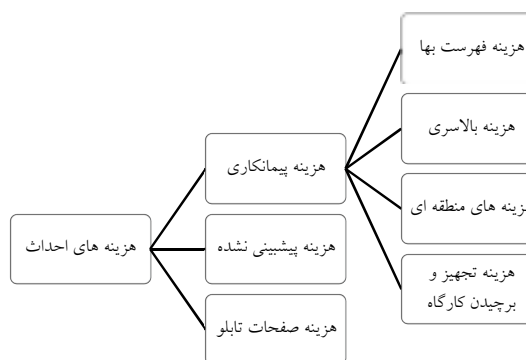 هزینه فهرست بها
هزینه بالاسری
هزینه پیمانکاری
هزینه های منطقه ای
هزینه های احداث
هزینه پیشبینی نشده
هزینه تجهیز و
برچیدن کارگاه
هزینه صفحات تابلو